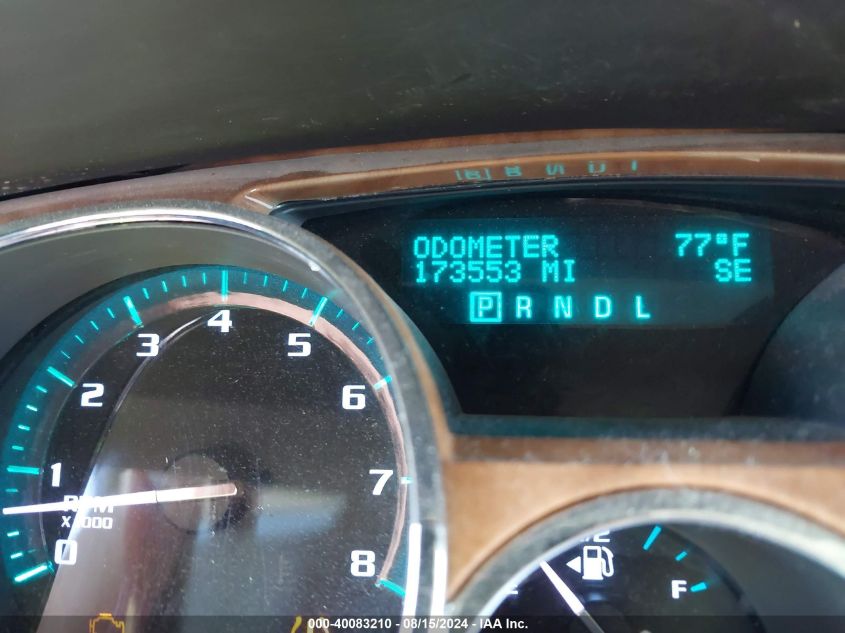 ODOMETER 77°F
173553 MI SE
P R N D L
4
3 5
2 6
1 7
RPM
X1000
0 8
F
000-40083210 - 08/15/2024 - IAA Inc.